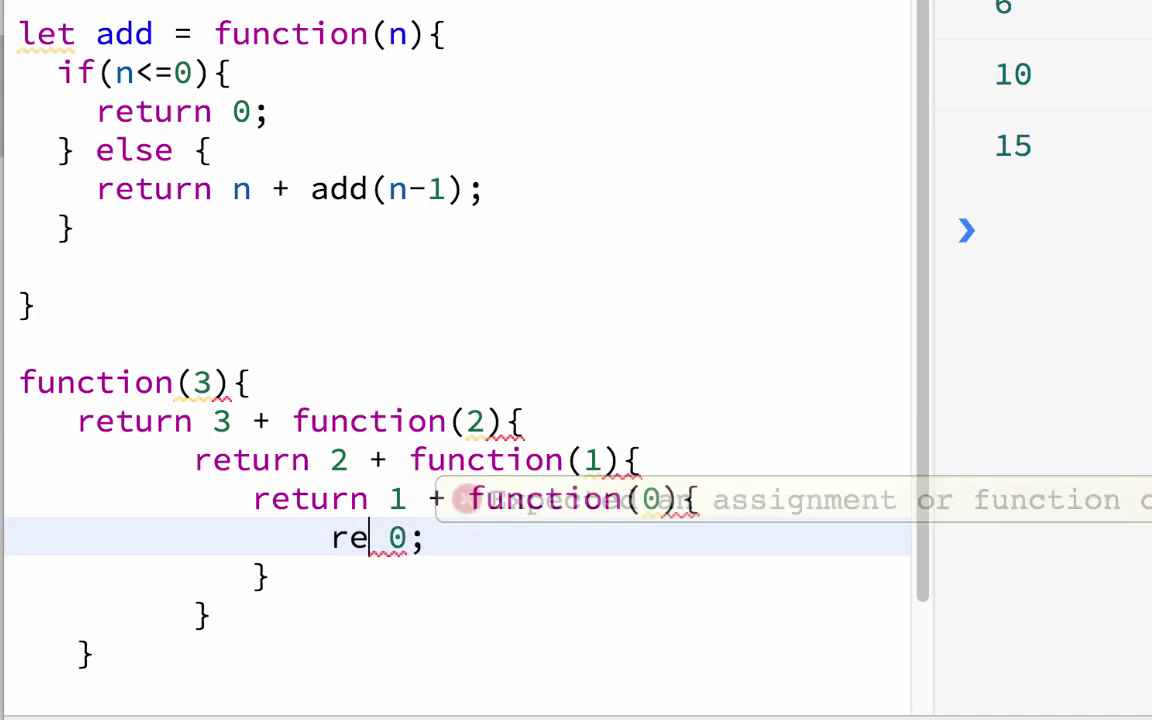 let add = function(n){
if(n<=0){
return 0;
} else {
return n + add(n-1);
}
}
function(3){
return 3 + function(2){
return 2 + function(1){
return 1 + function(0){
Expected an assignment or function
re 0;
}
}
}
6
10
15
❯